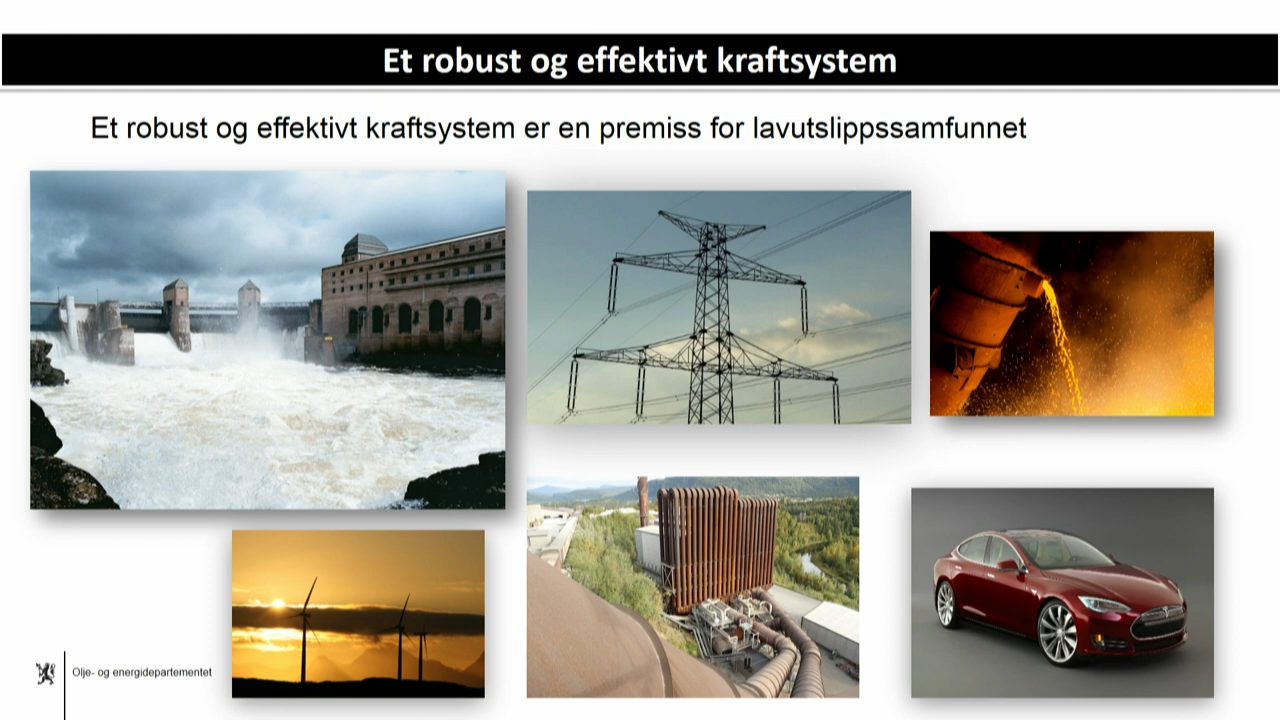 Et robust og effektivt kraftsystem
Et robust og effektivt kraftsystem er en premiss for lavutslippssamfunnet
Olje- og energidepartementet